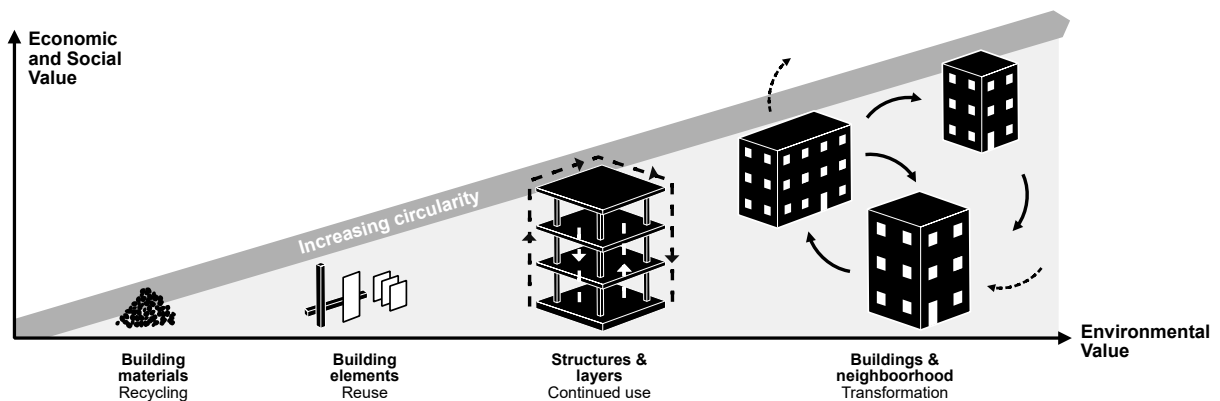 Economic
and Social
Value
Increasing circularity
Environmental
Value
Building
materials
Recycling
Building
elements
Reuse
Structures &
layers
Continued use
Buildings &
neighboorhood
Transformation